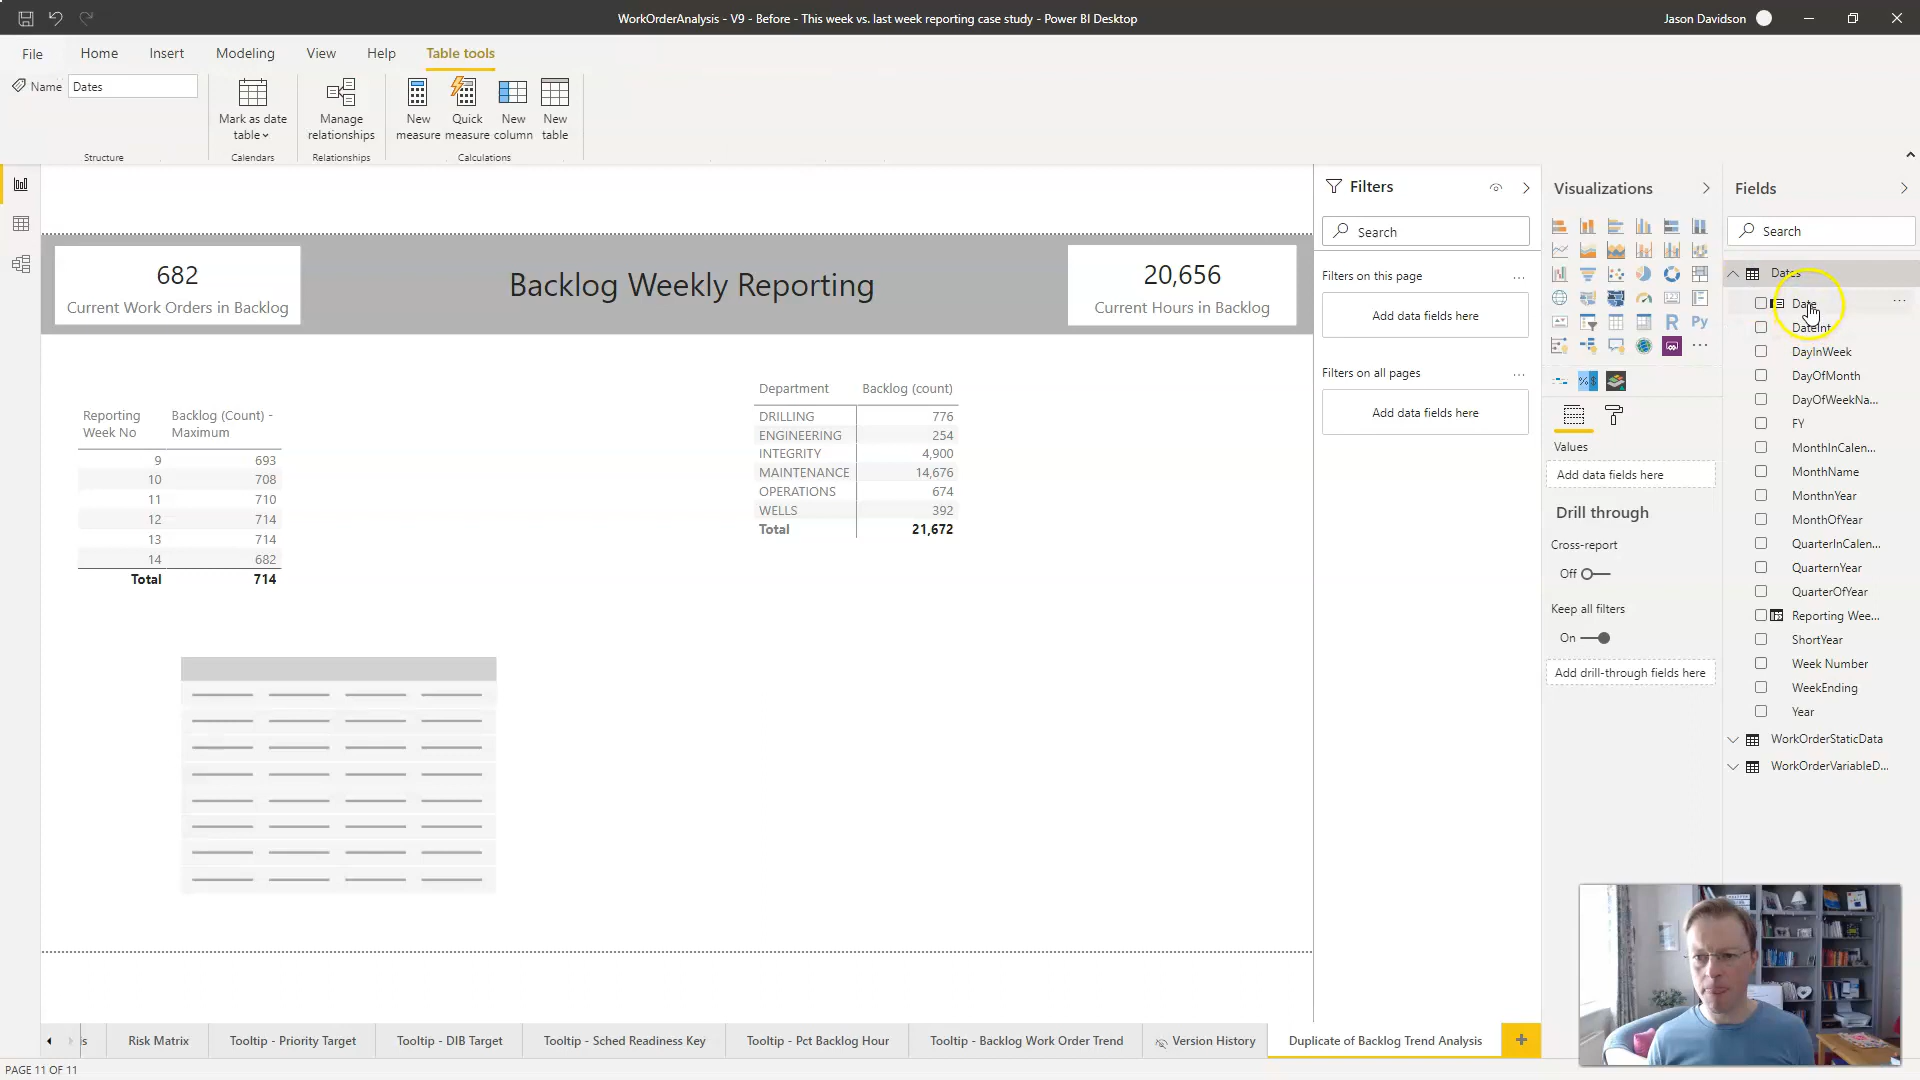 WorkOrderAnalysis - V9 - Before - This week vs. last week reporting case study - Power BI Desktop
Jason Davidson
File
Home
Insert
Modeling
View
Help
Table tools
Name
Dates
Mark as date
table
Manage
relationships
New
measure
Quick
measure
New
column
New
table
Structure
Calendars
Relationships
Calculations
682
Current Work Orders in Backlog
Backlog Weekly Reporting
20,656
Current Hours in Backlog
Reporting
Week No
Backlog (Count) -
Maximum
9 693
10 708
11 710
12 714
13 714
14 682
Total 714
Department Backlog (count)
DRILLING 776
ENGINEERING 254
INTEGRITY 4,900
MAINTENANCE 14,676
OPERATIONS 674
WELLS 392
Total 21,672
Filters
Search
Filters on this page
...
Add data fields here
Filters on all pages
...
Add data fields here
Visualizations
R
Py
Values
Add data fields here
Drill through
Cross-report
Off
Keep all filters
On
Add drill-through fields here
Fields
Search
Dates
Date
DateInt
DayInWeek
DayOfMonth
DayOfWeekNa...
FY
MonthInCalen...
MonthName
MonthnYear
MonthOfYear
QuarterInCalen...
QuarternYear
QuarterOfYear
Reporting Wee...
ShortYear
Week Number
WeekEnding
Year
WorkOrderStaticData
WorkOrderVariableD...
s
Risk Matrix
Tooltip - Priority Target
Tooltip - DIB Target
Tooltip - Sched Readiness Key
Tooltip - Pct Backlog Hour
Tooltip - Backlog Work Order Trend
Version History
Duplicate of Backlog Trend Analysis
PAGE 11 OF 11